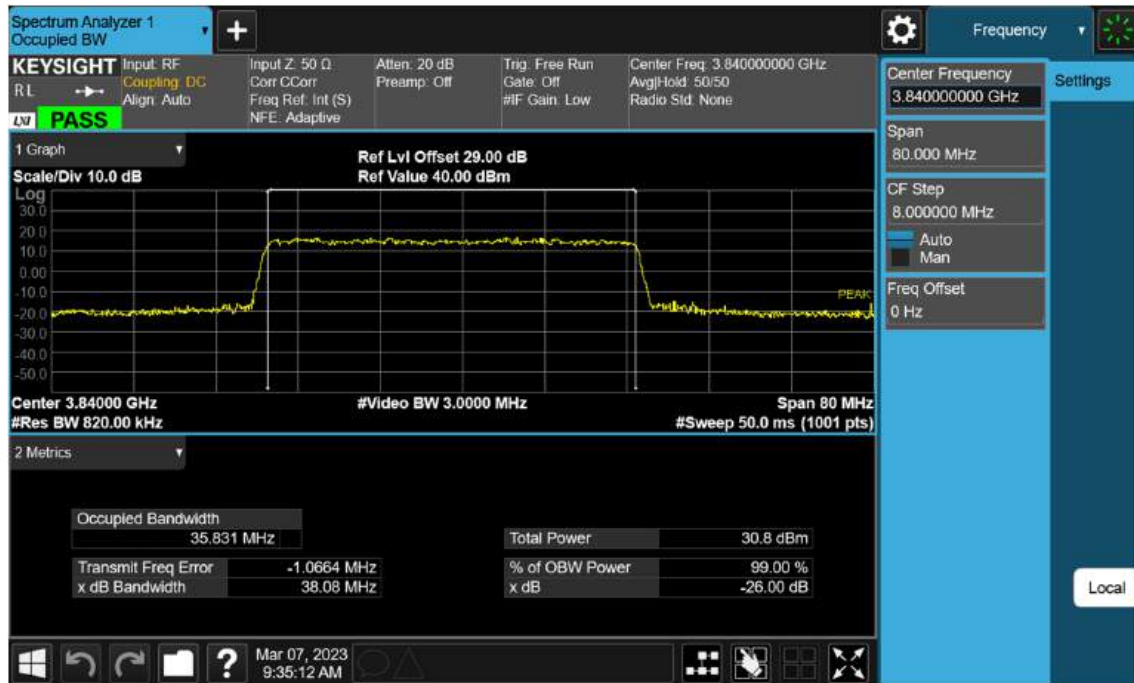 Spectrum Analyzer 1
Occupied BW
Frequency
KEYSIGHT
R L
LXI
PASS
Input: RF
Coupling: DC
Align: Auto
Input Z: 50 Ω
Corr CCorr
Freq Ref: Int (S)
NFE: Adaptive
Atten: 20 dB
Preamp: Off
Trig: Free Run
Gate: Off
#IF Gain: Low
Center Freq: 3.840000000 GHz
Avg|Hold: 50/50
Radio Std: None
Center Frequency
3.840000000 GHz
Settings
Span
80.000 MHz
CF Step
8.000000 MHz
Auto
Man
Freq Offset
0 Hz
Local
1 Graph
Scale/Div 10.0 dB
Ref Lvl Offset 29.00 dB
Ref Value 40.00 dBm
Log
30.0
20.0
10.0
0.00
-10.0
-20.0
-30.0
-40.0
-50.0
PEAK
Center 3.84000 GHz
#Video BW 3.0000 MHz
Span 80 MHz
#Res BW 820.00 kHz
#Sweep 50.0 ms (1001 pts)
2 Metrics
Occupied Bandwidth
35.831 MHz
Total Power 30.8 dBm
Transmit Freq Error -1.0664 MHz
% of OBW Power 99.00 %
x dB Bandwidth 38.08 MHz
x dB -26.00 dB
?
Mar 07, 2023
9:35:12 AM